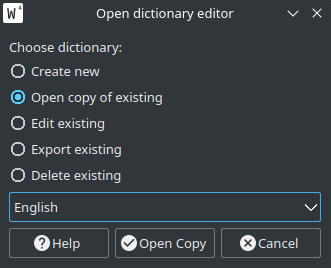 W4 Open dictionary editor
Choose dictionary:
Create new
Open copy of existing
Edit existing
Export existing
Delete existing
English
Help Open Copy Cancel